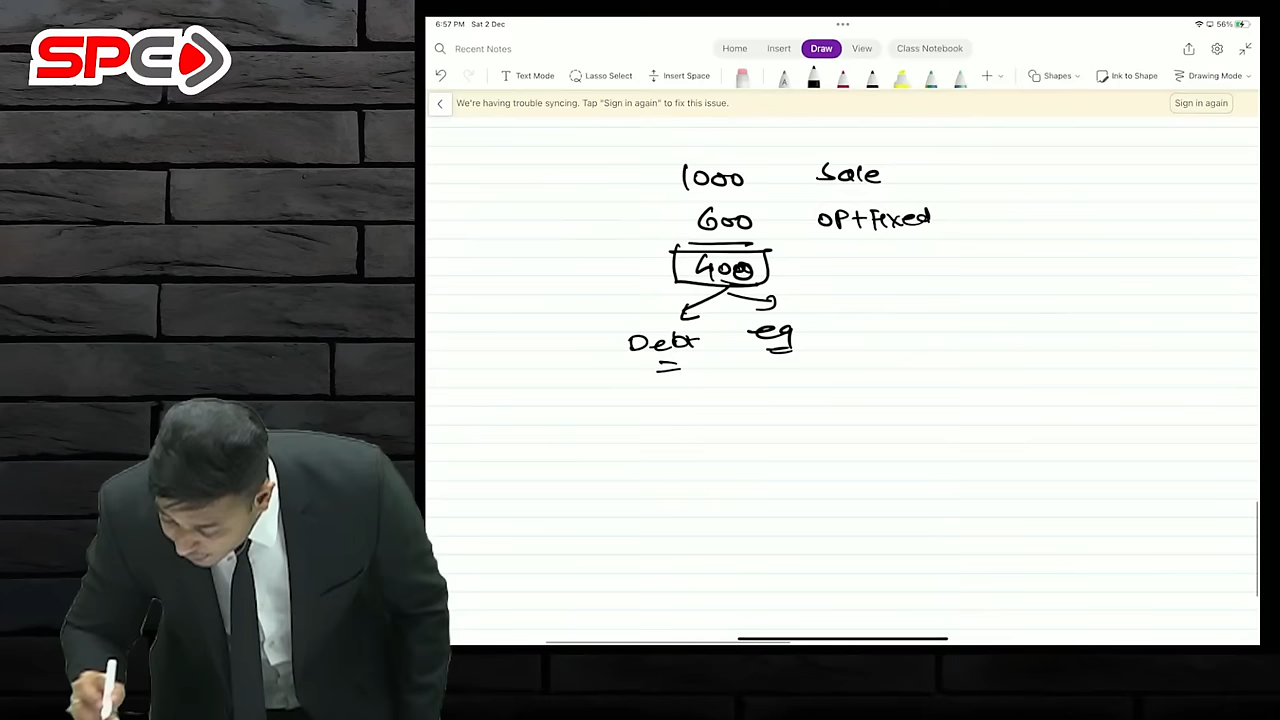 SPC
6:57 PM Sat 2 Dec
56%
Recent Notes
Home Insert Draw View Class Notebook
Text Mode Lasso Select Insert Space Shapes Ink to Shape Drawing Mode
We're having trouble syncing. Tap "Sign in again" to fix this issue.
Sign in again
1000 Sale
600 OP+Fixed
400
Debt eq